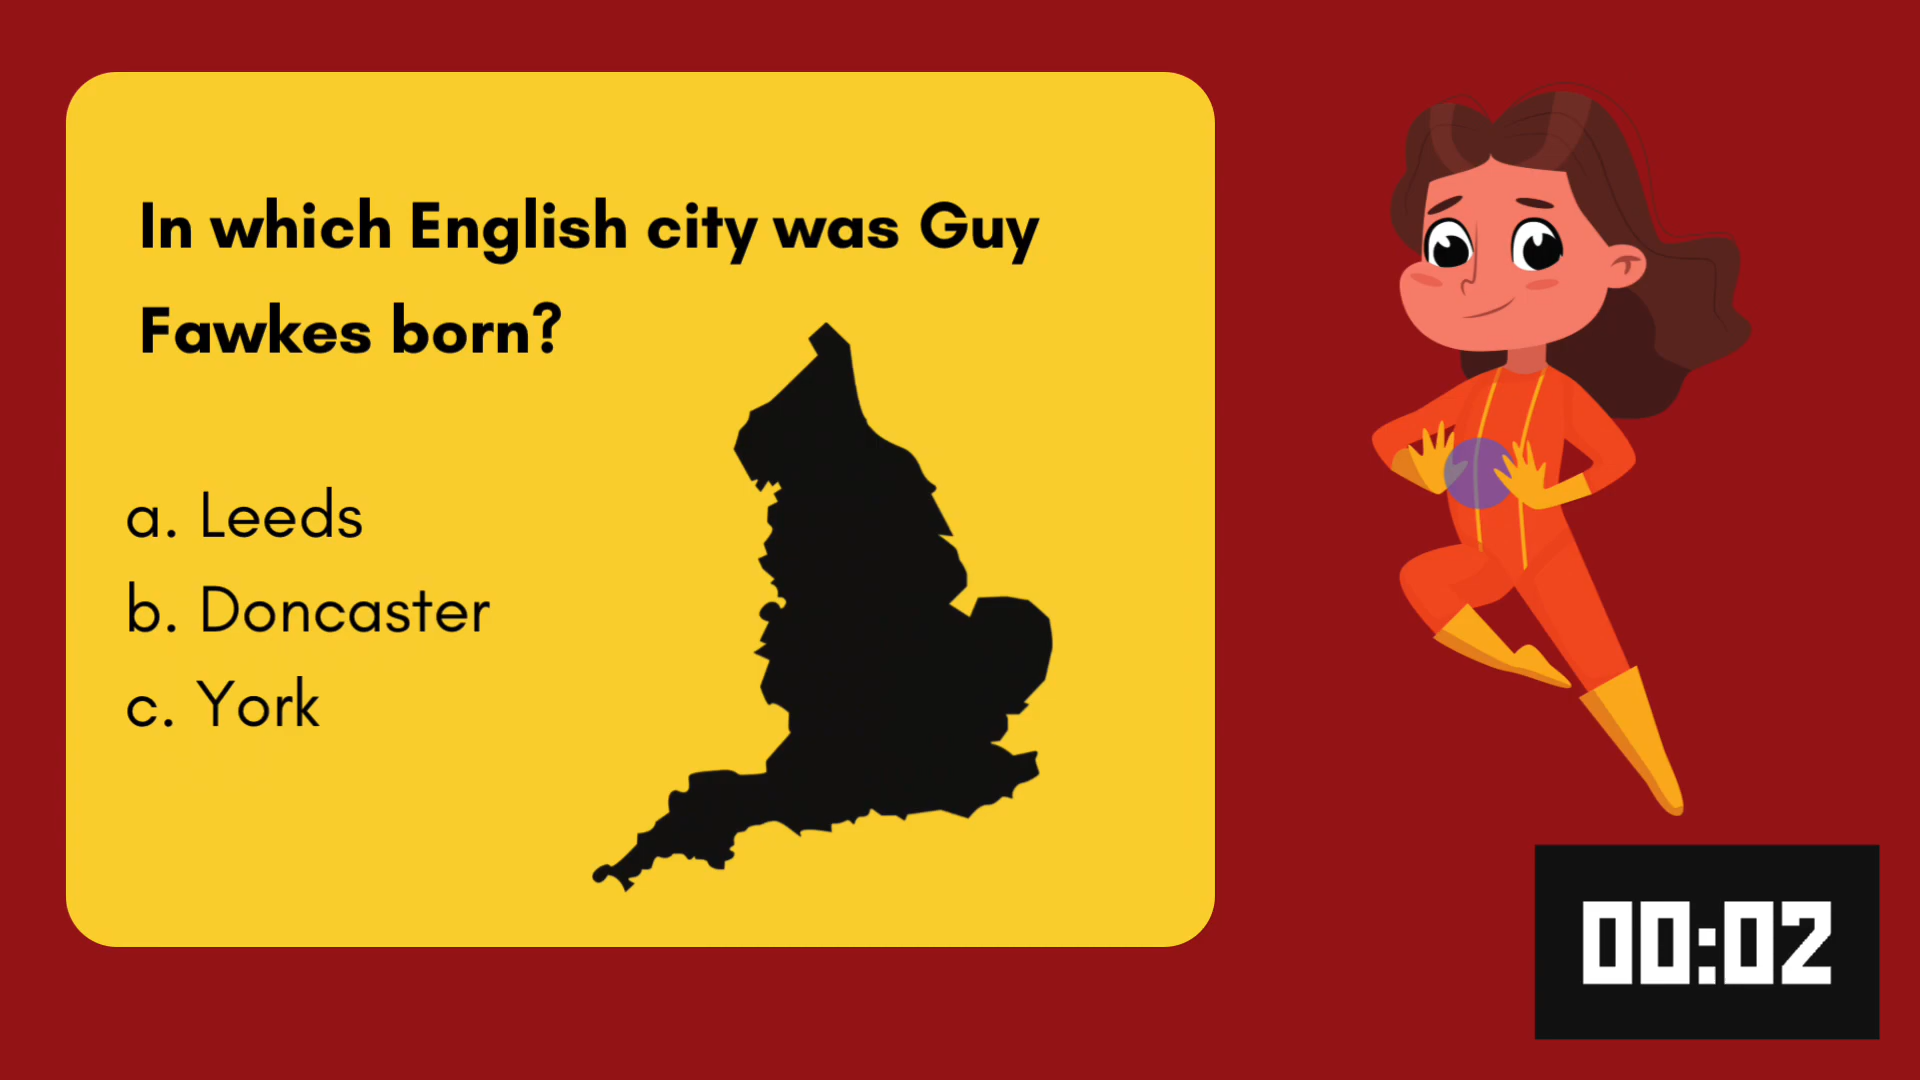 In which English city was Guy
Fawkes born?
a. Leeds
b. Doncaster
c. York
00:02